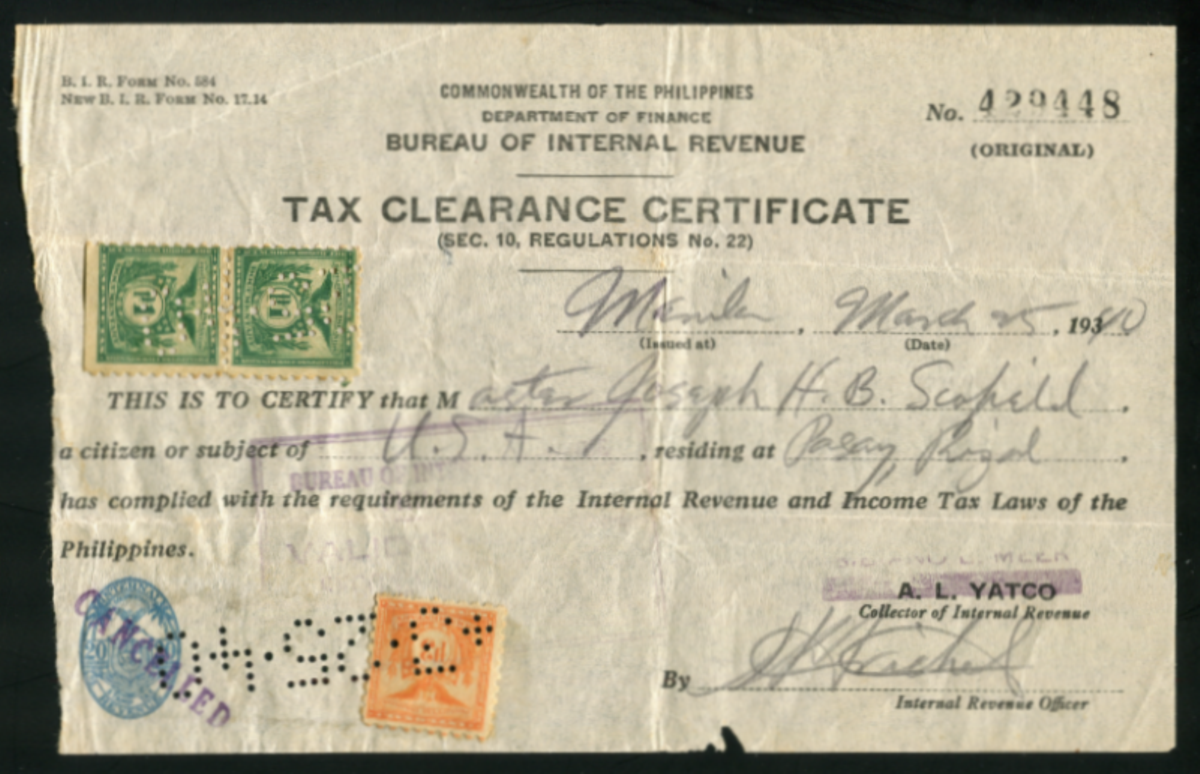 B. I. R. FORM No. 584
NEW B. I. R. FORM No. 17.14
COMMONWEALTH OF THE PHILIPPINES
DEPARTMENT OF FINANCE
BUREAU OF INTERNAL REVENUE
No. 429448
(ORIGINAL)
TAX CLEARANCE CERTIFICATE
(SEC. 10, REGULATIONS No. 22)
Manila, March 25, 1940
(Issued at) (Date)
THIS IS TO CERTIFY that Master Joseph H. B. Scofield.
a citizen or subject of U.S.A., residing at Pasay, Rizal.
BUREAU OF INT
has complied with the requirements of the Internal Revenue and Income Tax Laws of the
Philippines.
VALID
A. L. YATCO
Collector of Internal Revenue
CANCELLED
By
Internal Revenue Officer